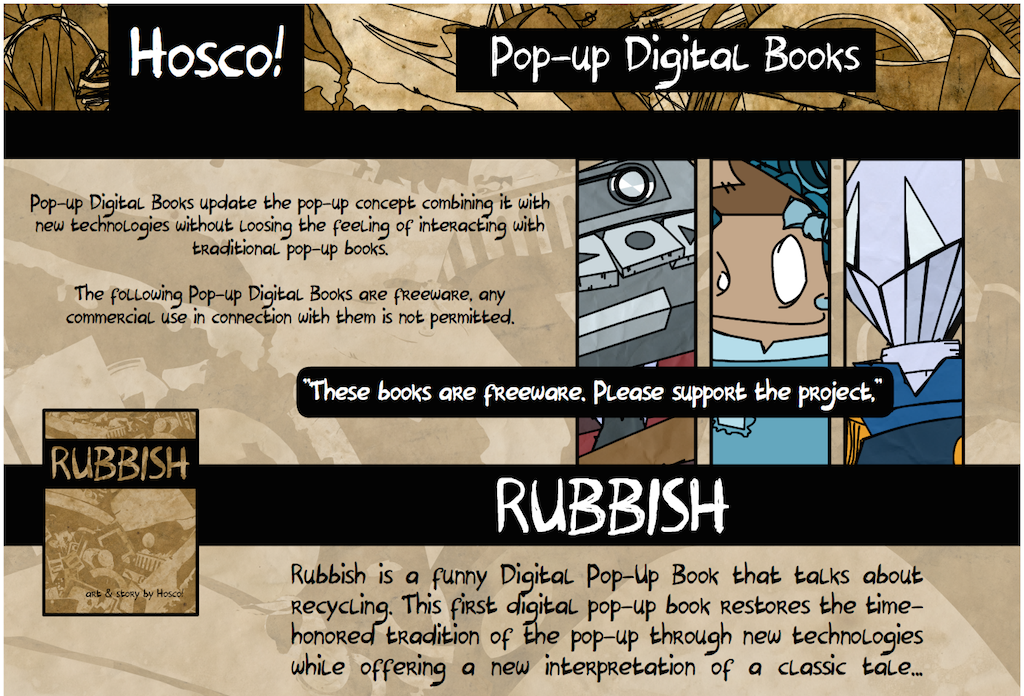 Hosco!
Pop-up Digital Books
Pop-up Digital Books update the pop-up concept combining it with
new technologies without loosing the feeling of interacting with
traditional pop-up books.
The following Pop-up Digital Books are freeware, any
commercial use in connection with them is not permitted.
"These books are freeware. Please support the project."
RUBBISH
art & story by Hosco!
RUBBISH
Rubbish is a funny Digital Pop-Up Book that talks about
recycling. This first digital pop-up book restores the time-
honored tradition of the pop-up through new technologies
while offering a new interpretation of a classic tale...